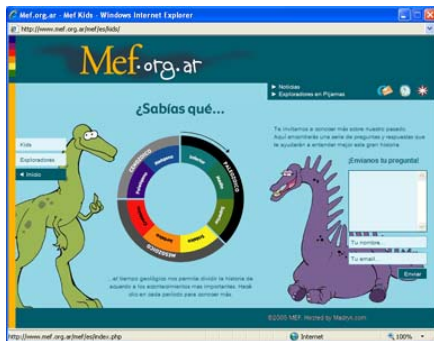 Mef.org.ar - Mef Kids - Windows Internet Explorer
http://www.mef.org.ar/mef/es/kids/
Mef.org.ar
► Noticias
► Exploradores en Pijamas
¿Sabías qué...
Te invitamos a conocer más sobre nuestro pasado.
Aquí encontrarás una serie de preguntas y respuestas que
te ayudarán a entender mejor esta gran historia.
Kids
Exploradores
◄ Inicio
¡Envianos tu pregunta!
CENOZOICO
PALEOZOICO
MESOZOICO
Inferior
Tu nombre...
Tu email...
Enviar
...el tiempo geológico nos permite dividir la historia de
acuerdo a los acontecimientos más importantes. Hacé
click en cada período para conocer más.
©2005 MEF. Hosted by Wadryn.com
http://www.mef.org.ar/mef/es/index.php
Internet
100%